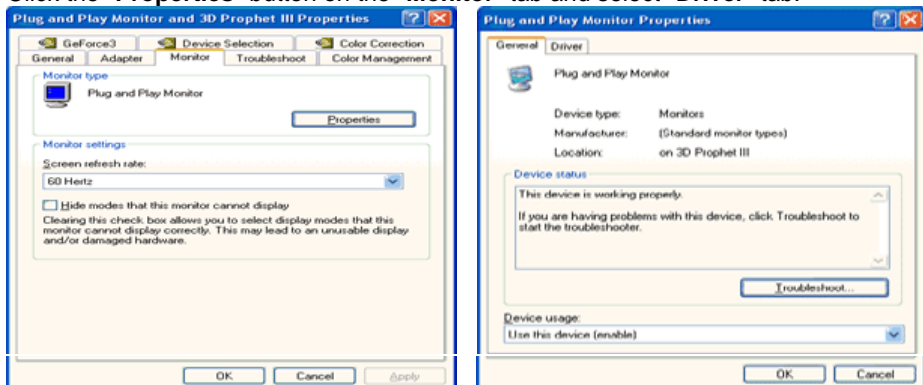 Click the "Properties" button on the "Monitor" tab and select "Driver" tab.
Plug and Play Monitor and 3D Prophet III Properties
GeForce3 Device Selection Color Correction
General Adapter Monitor Troubleshoot Color Management
Monitor type
Plug and Play Monitor
Properties
Monitor settings
Screen refresh rate:
60 Hertz
Hide modes that this monitor cannot display
Clearing this check box allows you to select display modes that this
monitor cannot display correctly. This may lead to an unusable display
and/or damaged hardware.
OK Cancel Apply
Plug and Play Monitor Properties
General Driver
Plug and Play Monitor
Device type: Monitors
Manufacturer: (Standard monitor types)
Location: on 3D Prophet III
Device status
This device is working properly.
If you are having problems with this device, click Troubleshoot to
start the troubleshooter.
Troubleshoot...
Device usage:
Use this device (enable)
OK Cancel